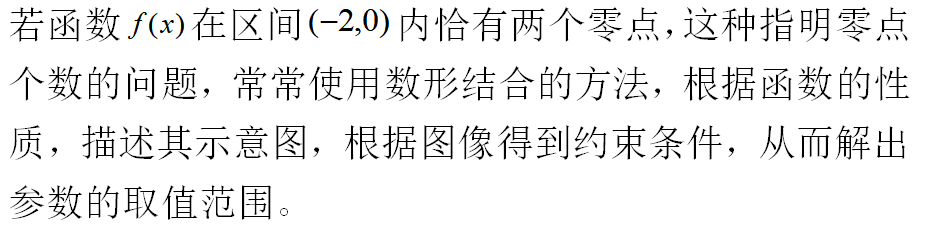 若函数 f(x) 在区间 (−2,0) 内恰有两个零点，这种指明零点
个数的问题，常常使用数形结合的方法，根据函数的性
质，描述其示意图，根据图像得到约束条件，从而解出
参数的取值范围。